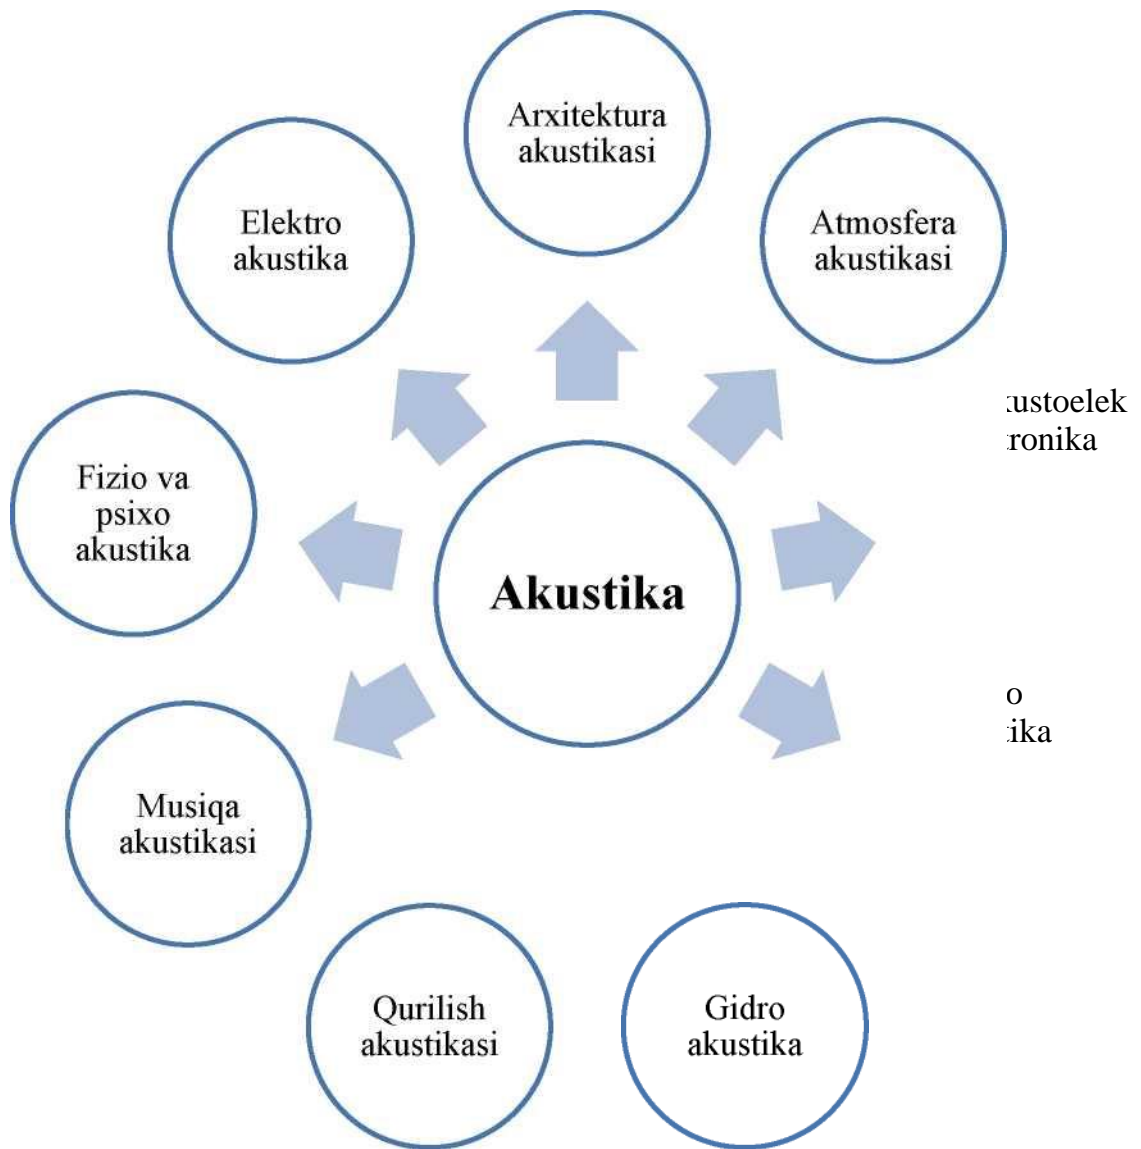 Arxitektura
akustikasi
Elektro
akustika
Atmosfera
akustikasi
Fizio va
psixo
akustika
Akustika
Musiqa
akustikasi
Qurilish
akustikasi
Gidro
akustika